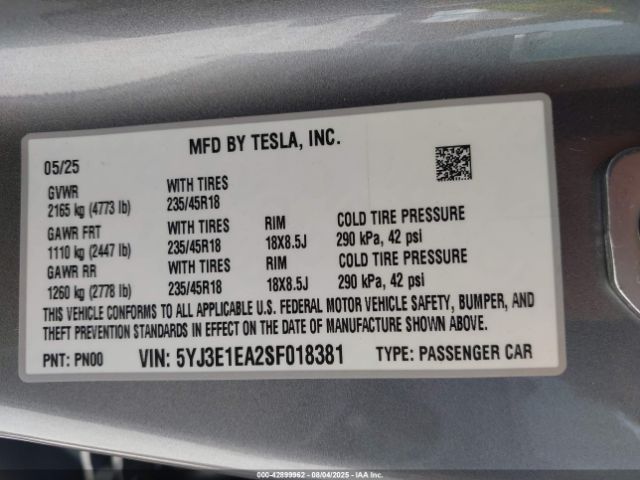 MFD BY TESLA, INC.
05/25
GVWR WITH TIRES
2165 kg (4773 lb) 235/45R18
GAWR FRT WITH TIRES RIM COLD TIRE PRESSURE
1110 kg (2447 lb) 235/45R18 18X8.5J 290 kPa, 42 psi
GAWR RR WITH TIRES RIM COLD TIRE PRESSURE
1260 kg (2778 lb) 235/45R18 18X8.5J 290 kPa, 42 psi
THIS VEHICLE CONFORMS TO ALL APPLICABLE U.S. FEDERAL MOTOR VEHICLE SAFETY, BUMPER, AND
THEFT PREVENTION STANDARDS IN EFFECT ON THE DATE OF MANUFACTURE SHOWN ABOVE.
PNT: PN00 VIN: 5YJ3E1EA2SF018381 TYPE: PASSENGER CAR
000-42899962 - 08/04/2025 - IAA Inc.